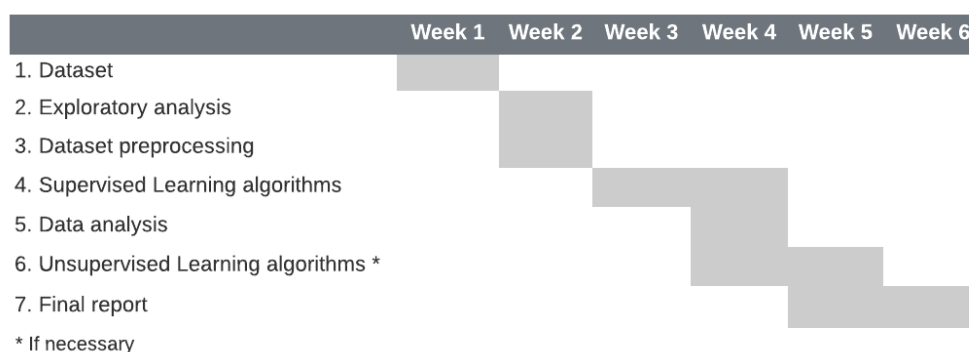 Week 1 Week 2 Week 3 Week 4 Week 5 Week 6
1. Dataset
2. Exploratory analysis
3. Dataset preprocessing
4. Supervised Learning algorithms
5. Data analysis
6. Unsupervised Learning algorithms *
7. Final report
* If necessary